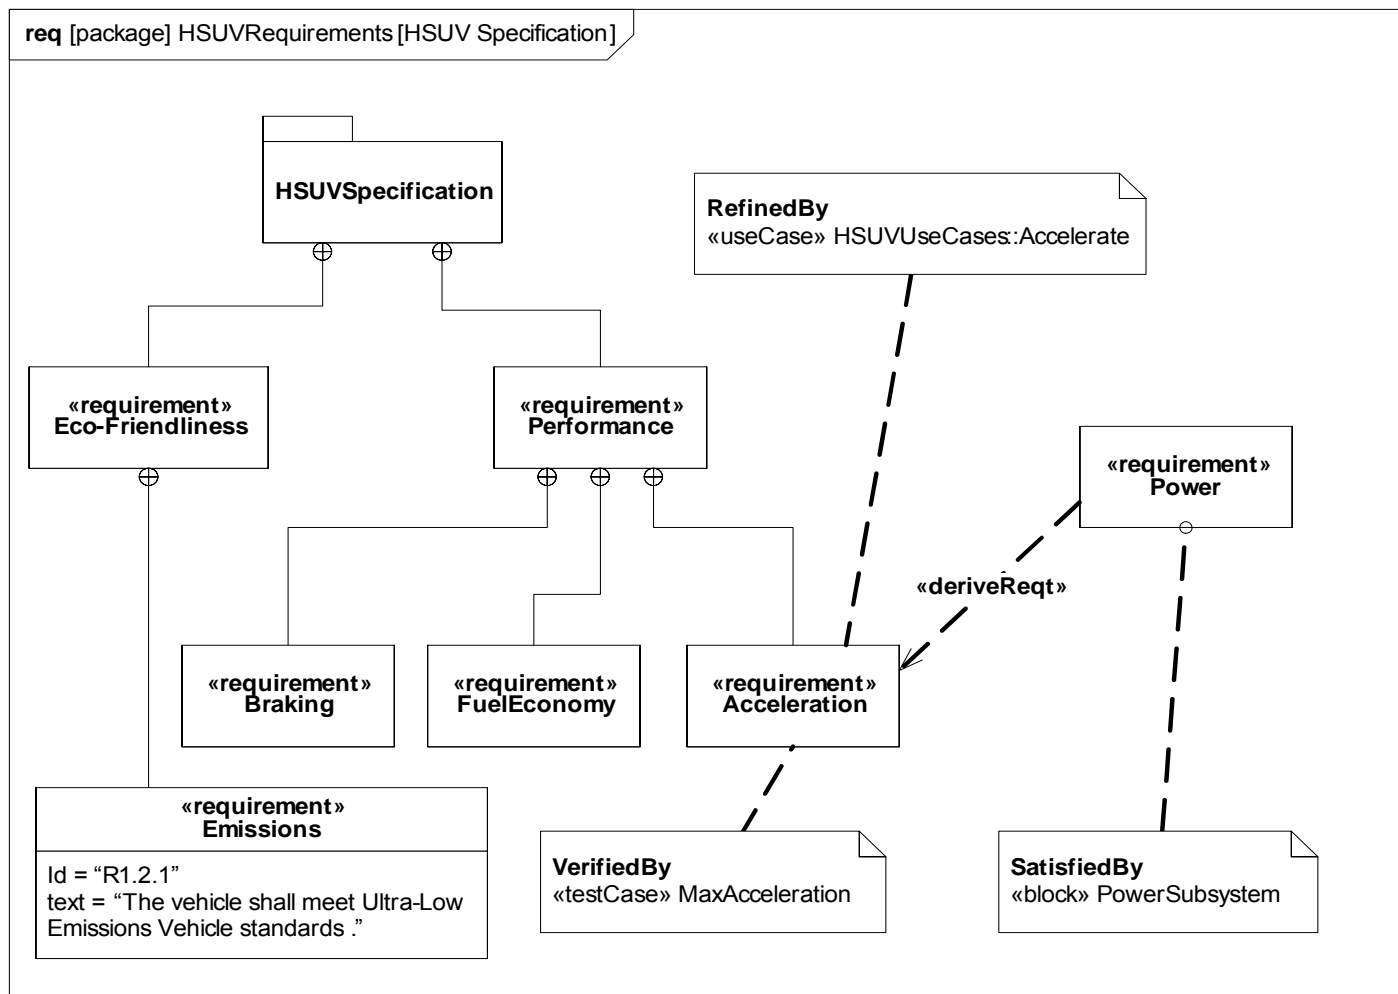 req [package] HSUVRequirements [HSUV Specification]
HSUVSpecification
RefinedBy
«useCase» HSUVUseCases::Accelerate
«requirement»
Eco-Friendliness
«requirement»
Performance
«requirement»
Power
«deriveReqt»
«requirement»
Braking
«requirement»
FuelEconomy
«requirement»
Acceleration
«requirement»
Emissions
Id = “R1.2.1”
text = “The vehicle shall meet Ultra-Low
Emissions Vehicle standards .”
VerifiedBy
«testCase» MaxAcceleration
SatisfiedBy
«block» PowerSubsystem